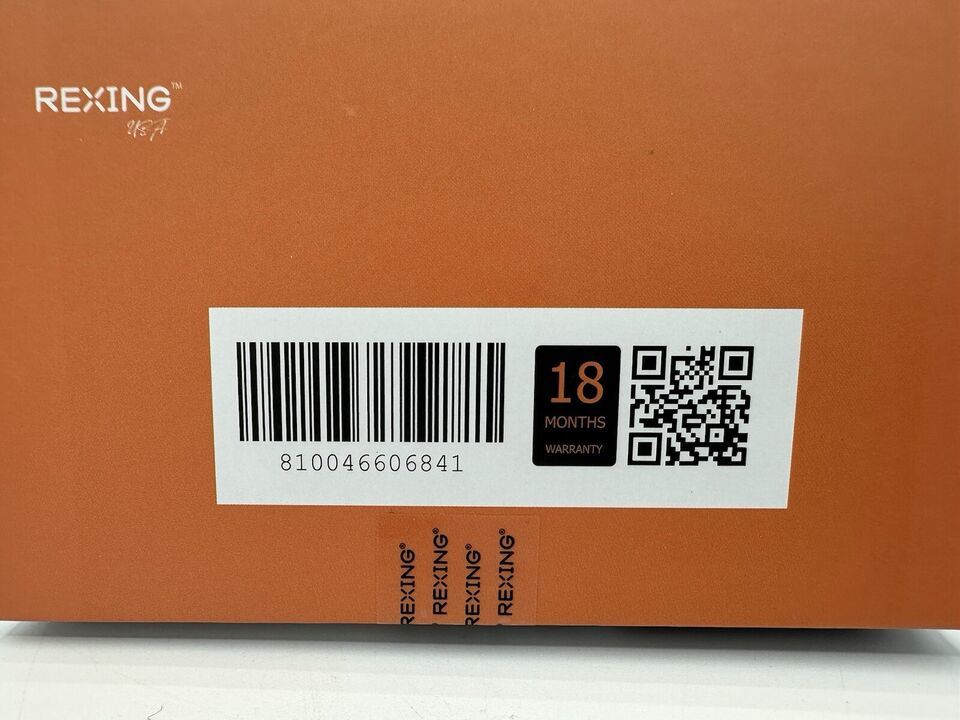 REXING™
USA
810046606841
18
MONTHS
WARRANTY
REXING®
REXING®
REXING®
REXING®